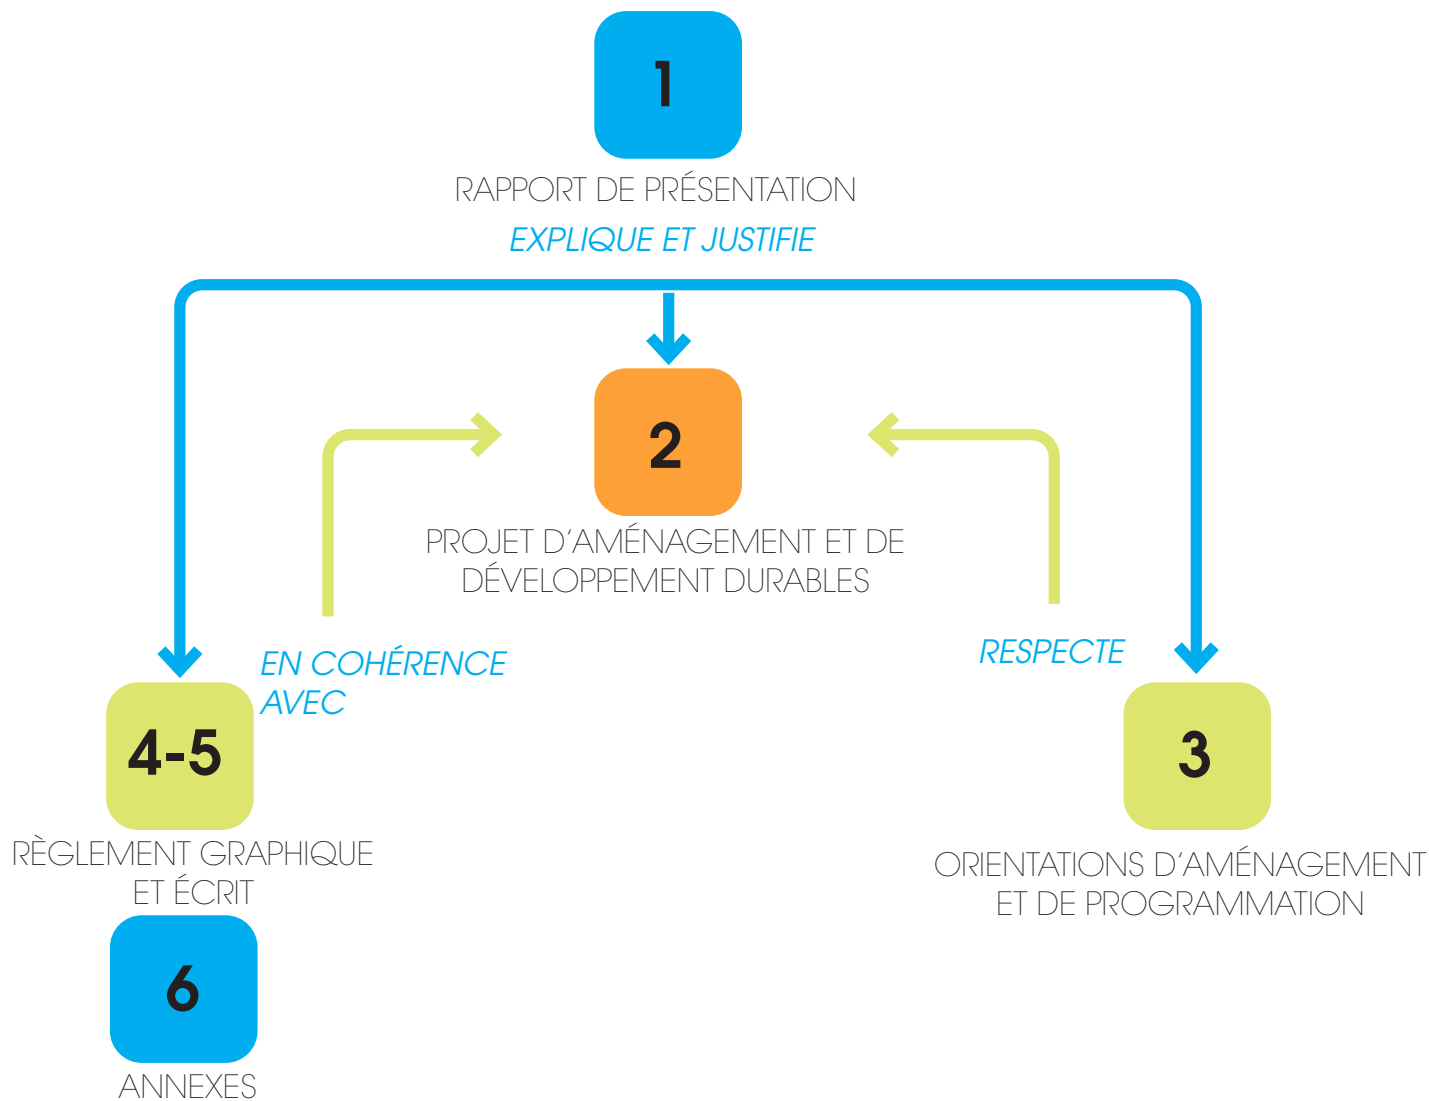 1
RAPPORT DE PRÉSENTATION
EXPLIQUE ET JUSTIFIE
2
PROJET D'AMÉNAGEMENT ET DE
DÉVELOPPEMENT DURABLES
EN COHÉRENCE
AVEC
RESPECTE
4-5
RÈGLEMENT GRAPHIQUE
ET ÉCRIT
3
ORIENTATIONS D'AMÉNAGEMENT
ET DE PROGRAMMATION
6
ANNEXES